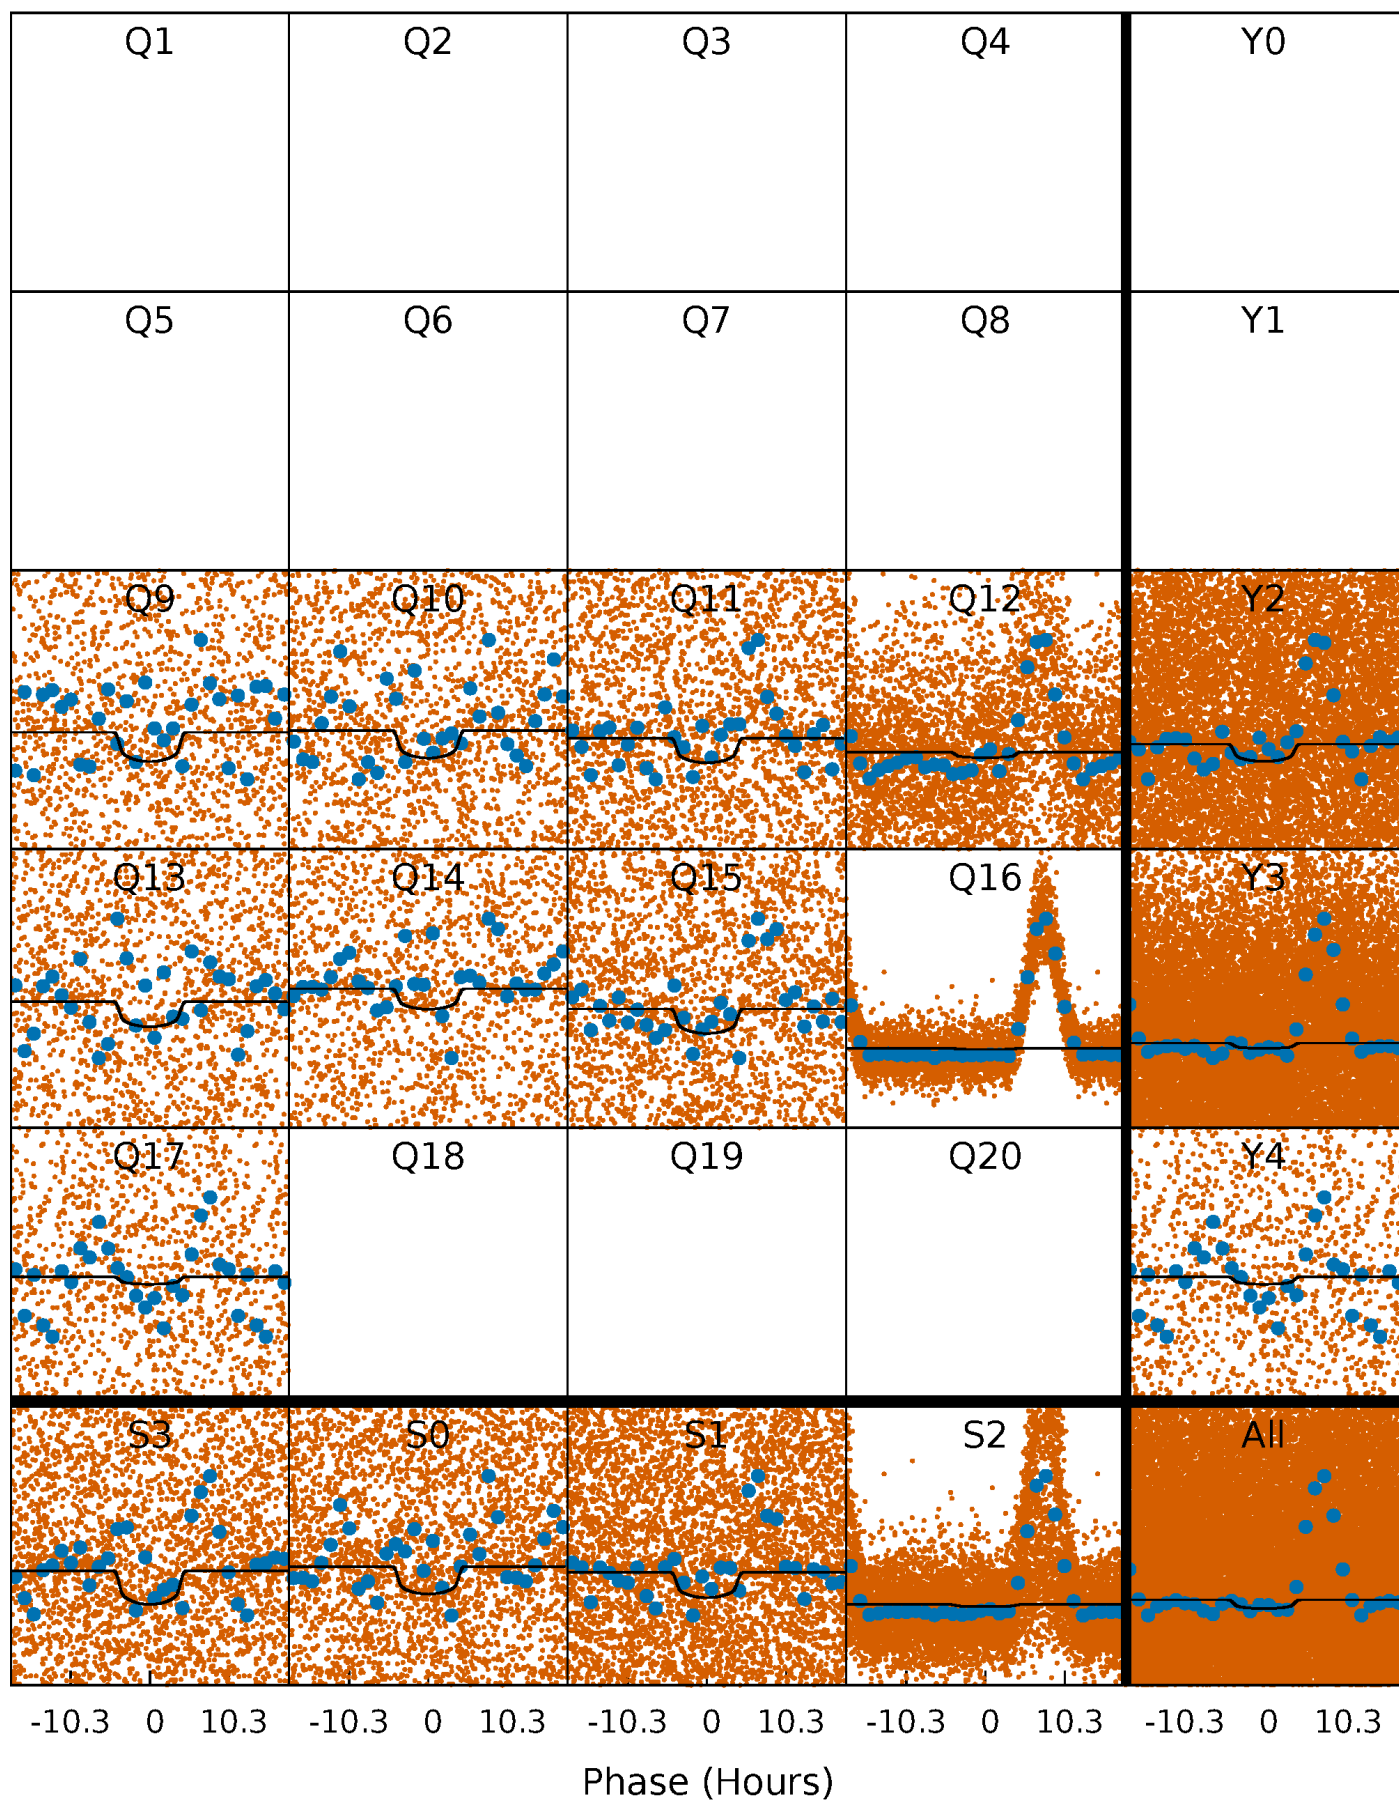 Q1 Q2 Q3 Q4 Y0
Q5 Q6 Q7 Q8 Y1
Q9 Q10 Q11 Q12 Y2
Q13 Q14 Q15 Q16 Y3
Q17 Q18 Q19 Q20 Y4
S3 S0 S1 S2 All
-10.3 0 10.3 -10.3 0 10.3 -10.3 0 10.3 -10.3 0 10.3 -10.3 0 10.3
Phase (Hours)